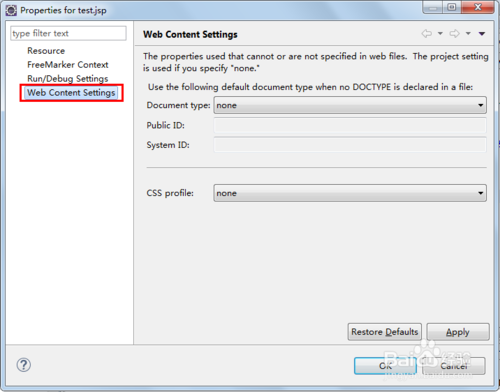 Properties for test.jsp
type filter text
Resource
FreeMarker Context
Run/Debug Settings
Web Content Settings
Web Content Settings
The properties used that cannot or are not specified in web files. The project setting
is used if you specify "none."
Use the following default document type when no DOCTYPE is declared in a file:
Document type: none
Public ID:
System ID:
CSS profile: none
Restore Defaults Apply
OK Cancel